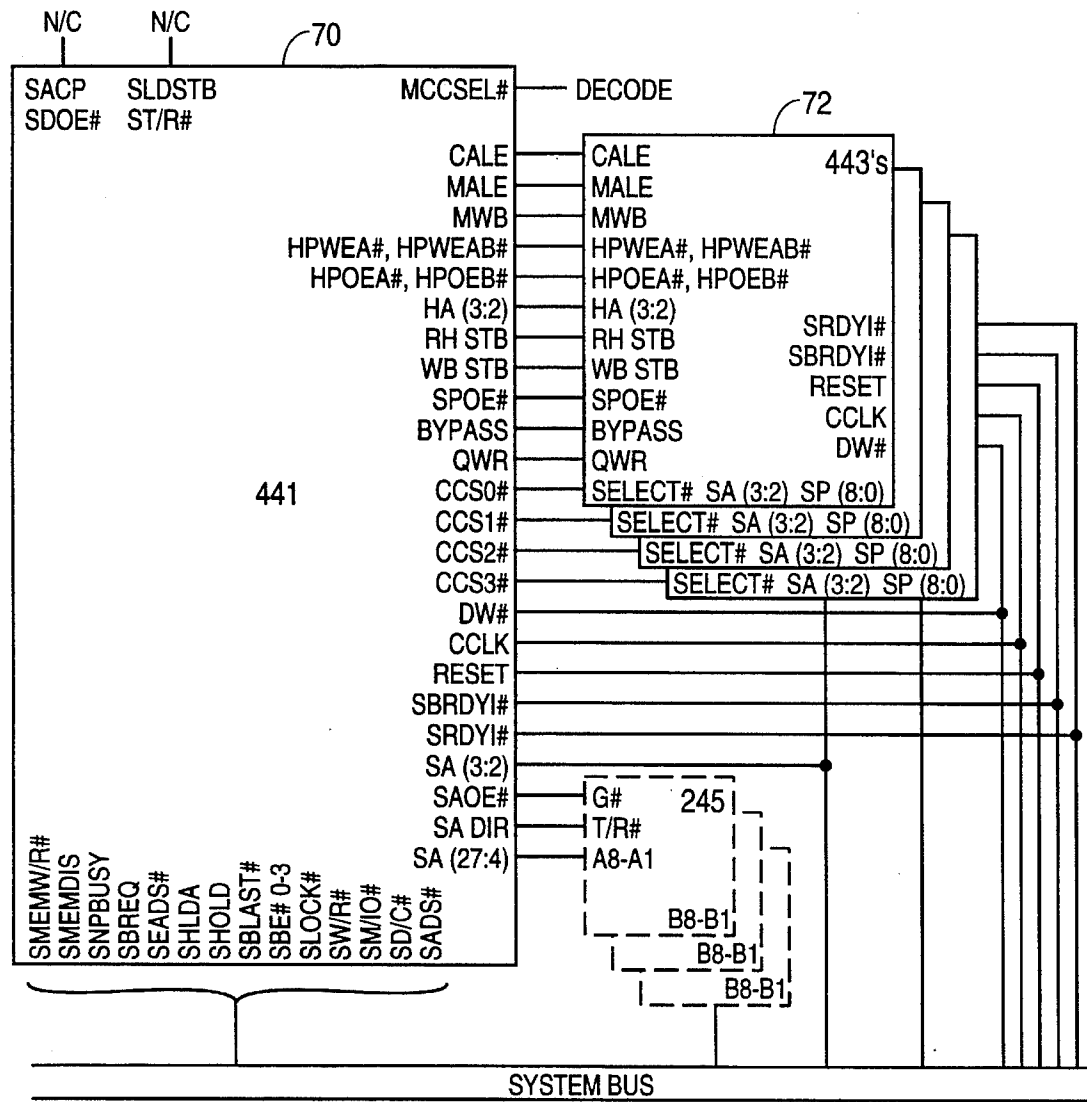 N/C N/C
70
SACP SLDSTB MCCSEL# DECODE
SDOE# ST/R#
72
443's
CALE CALE
MALE MALE
MWB MWB
HPWEA#, HPWEAB# HPWEA#, HPWEAB#
HPOEA#, HPOEB# HPOEA#, HPOEB#
HA (3:2) HA (3:2)
SRDYI#
RH STB RH STB
SBRDYI#
WB STB WB STB
RESET
SPOE# SPOE#
CCLK
BYPASS BYPASS
DW#
QWR QWR
441
CCS0# SELECT# SA (3:2) SP (8:0)
CCS1# SELECT# SA (3:2) SP (8:0)
CCS2# SELECT# SA (3:2) SP (8:0)
CCS3# SELECT# SA (3:2) SP (8:0)
DW#
CCLK
RESET
SBRDYI#
SRDYI#
SA (3:2)
SAOE# G# 245
SA DIR T/R#
SA (27:4) A8-A1
B8-B1
B8-B1
B8-B1
SMEMW/R#
SMEMDIS
SNPBUSY
SBREQ
SEADS#
SHLDA
SHOLD
SBLAST#
SBE# 0-3
SLOCK#
SW/R#
SM/IO#
SD/C#
SADS#
SYSTEM BUS